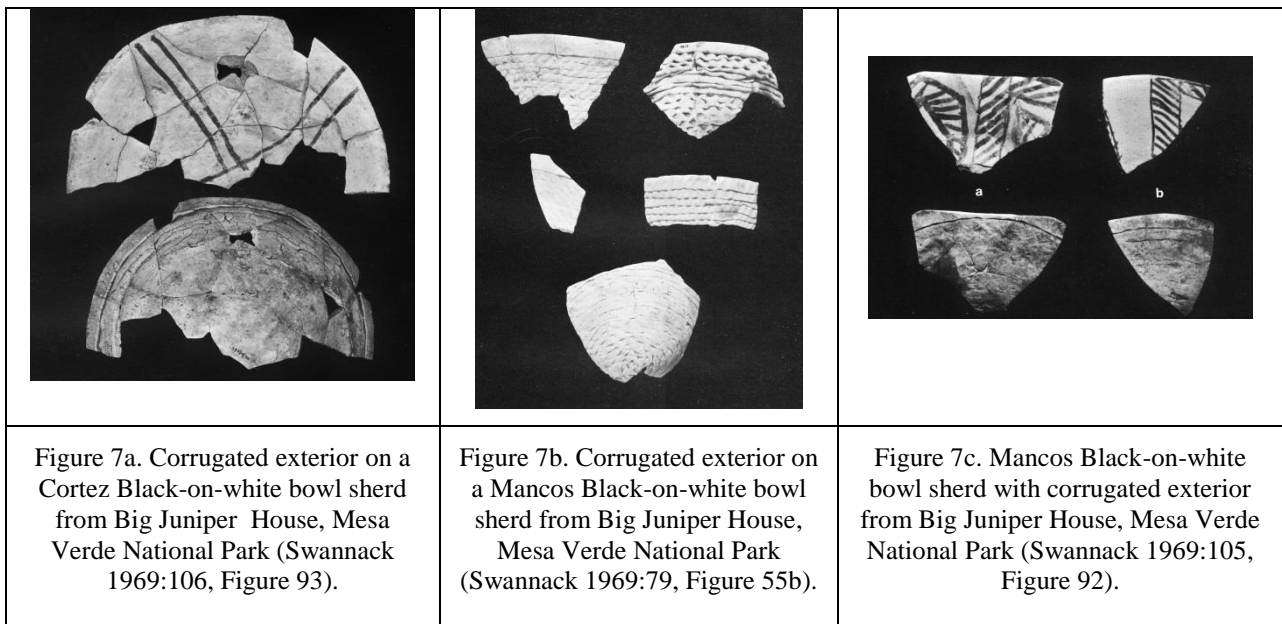 a
b
Figure 7a. Corrugated exterior on a
Cortez Black-on-white bowl sherd
from Big Juniper House, Mesa
Verde National Park (Swannack
1969:106, Figure 93).
Figure 7b. Corrugated exterior on
a Mancos Black-on-white bowl
sherd from Big Juniper House,
Mesa Verde National Park
(Swannack 1969:79, Figure 55b).
Figure 7c. Mancos Black-on-white
bowl sherd with corrugated exterior
from Big Juniper House, Mesa Verde
National Park (Swannack 1969:105,
Figure 92).